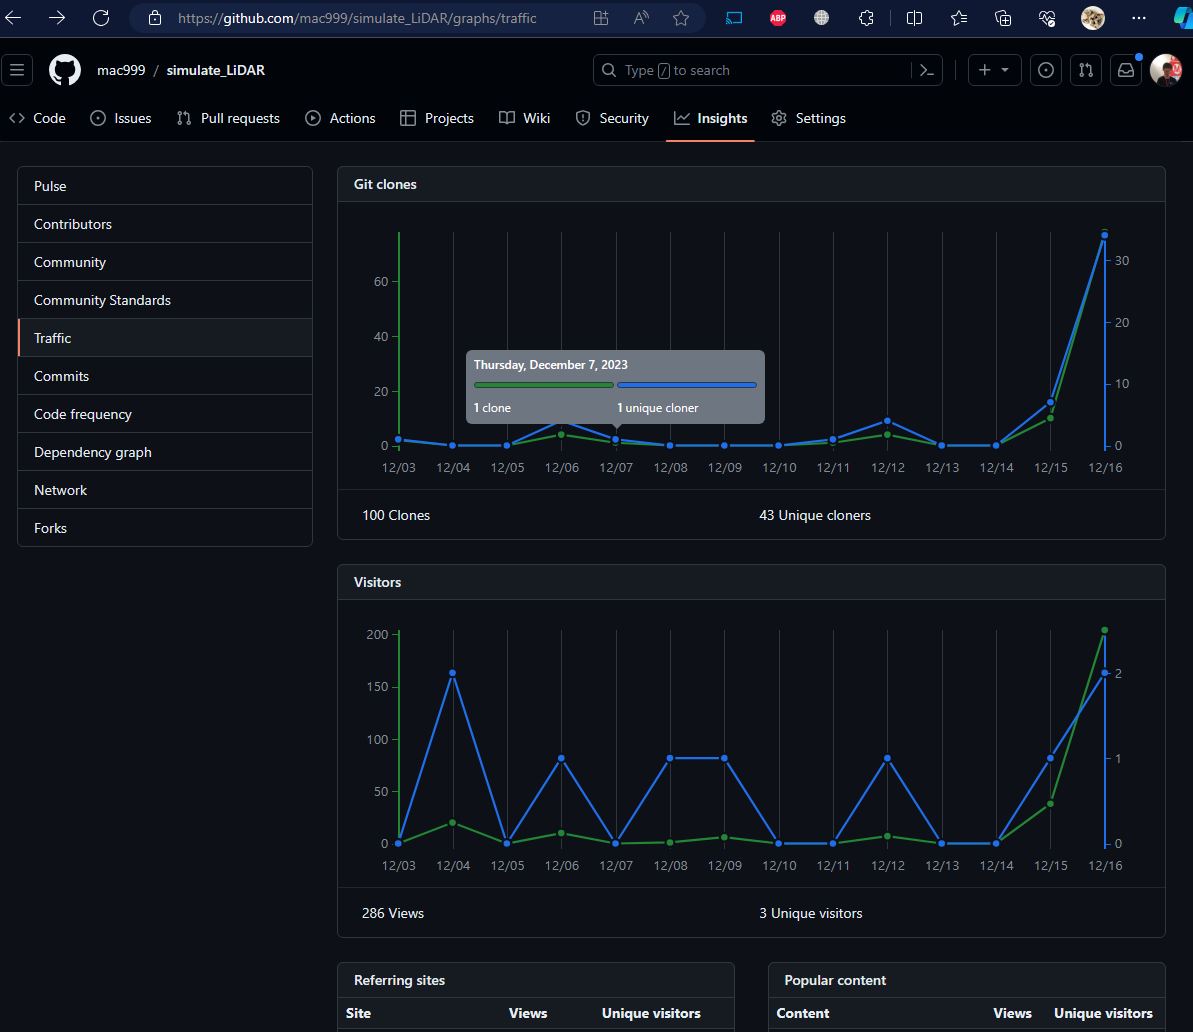 https://github.com/mac999/simulate_LiDAR/graphs/traffic
ABP
mac999 / simulate_LiDAR
Type / to search
Code Issues Pull requests Actions Projects Wiki Security Insights Settings
Pulse
Contributors
Community
Community Standards
Traffic
Commits
Code frequency
Dependency graph
Network
Forks
Git clones
60
40
20
0
30
20
10
0
Thursday, December 7, 2023
1 clone 1 unique cloner
12/03 12/04 12/05 12/06 12/07 12/08 12/09 12/10 12/11 12/12 12/13 12/14 12/15 12/16
100 Clones 43 Unique cloners
Visitors
200
150
100
50
0
2
1
0
12/03 12/04 12/05 12/06 12/07 12/08 12/09 12/10 12/11 12/12 12/13 12/14 12/15 12/16
286 Views 3 Unique visitors
Referring sites
Site Views Unique visitors
Popular content
Content Views Unique visitors